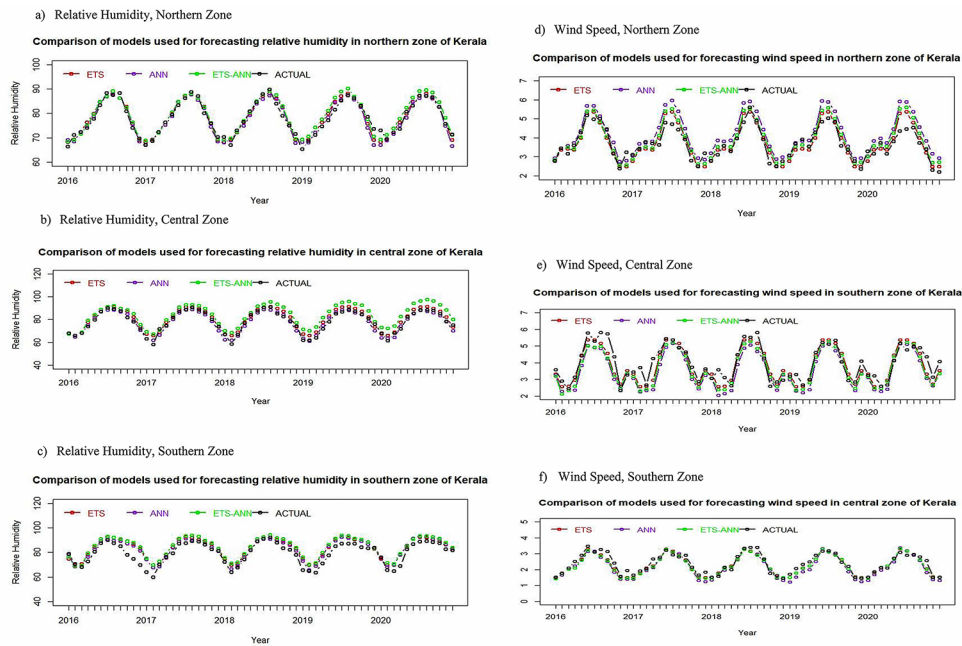 a) Relative Humidity, Northern Zone
Comparison of models used for forecasting relative humidity in northern zone of Kerala
ETS ANN ETS-ANN ACTUAL
Relative Humidity
100
90
80
70
60
2016 2017 2018 2019 2020
Year
b) Relative Humidity, Central Zone
Comparison of models used for forecasting relative humidity in central zone of Kerala
ETS ANN ETS-ANN ACTUAL
Relative Humidity
120
100
80
60
40
2016 2017 2018 2019 2020
Year
c) Relative Humidity, Southern Zone
Comparison of models used for forecasting relative humidity in southern zone of Kerala
ETS ANN ETS-ANN ACTUAL
Relative Humidity
120
100
80
60
40
2016 2017 2018 2019 2020
Year
d) Wind Speed, Northern Zone
Comparison of models used for forecasting wind speed in northern zone of Kerala
ETS ANN ETS-ANN ACTUAL
7
6
5
4
3
2
2016 2017 2018 2019 2020
Year
e) Wind Speed, Central Zone
Comparison of models used for forecasting wind speed in southern zone of Kerala
ETS ANN ETS-ANN ACTUAL
7
6
5
4
3
2
2016 2017 2018 2019 2020
Year
f) Wind Speed, Southern Zone
Comparison of models used for forecasting wind speed in central zone of Kerala
ETS ANN ETS-ANN ACTUAL
5
4
3
2
1
0
2016 2017 2018 2019 2020
Year